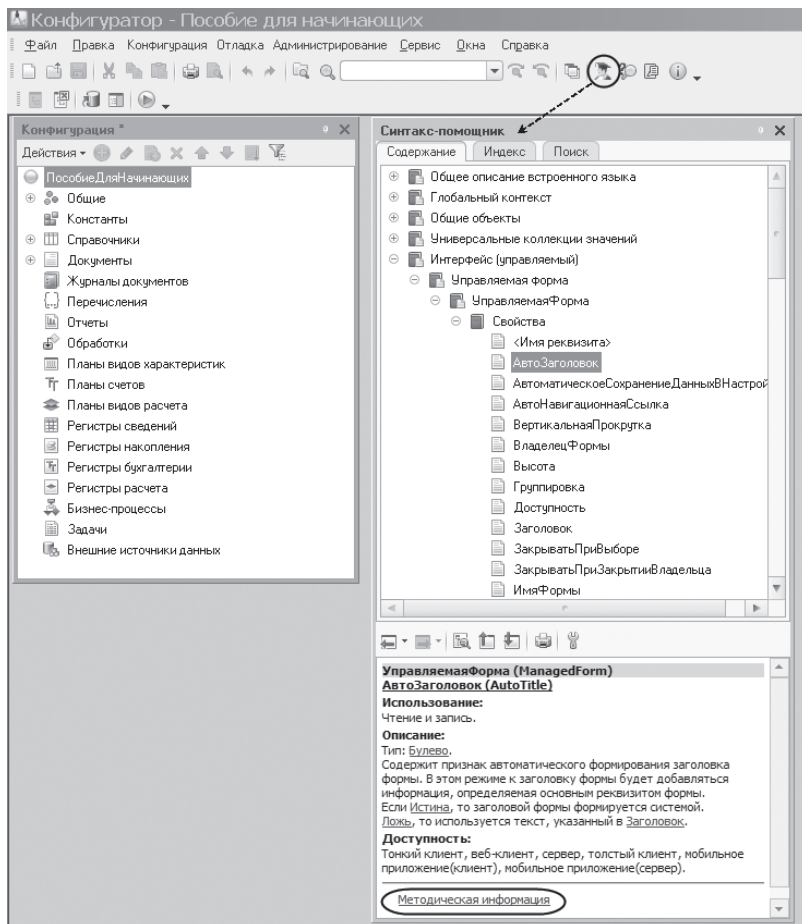 Конфигуратор - Пособие для начинающих
Файл Правка Конфигурация Отладка Администрирование Сервис Окна Справка
Конфигурация *
Действия
ПособиеДляНачинающих
Общие
Константы
Справочники
Документы
Журналы документов
Перечисления
Отчеты
Обработки
Планы видов характеристик
Планы счетов
Планы видов расчета
Регистры сведений
Регистры накопления
Регистры бухгалтерии
Регистры расчета
Бизнес-процессы
Задачи
Внешние источники данных
Синтакс-помощник
Содержание Индекс Поиск
Общее описание встроенного языка
Глобальный контекст
Общие объекты
Универсальные коллекции значений
Интерфейс (управляемый)
Управляемая форма
УправляемаяФорма
Свойства
<Имя реквизита>
АвтоЗаголовок
АвтоматическоеСохранениеДанныхВНастрой
АвтоНавигационнаяСсылка
ВертикальнаяПрокрутка
ВладелецФормы
Высота
Группировка
Доступность
Заголовок
ЗакрыватьПриВыборе
ЗакрыватьПриЗакрытииВладельца
ИмяФормы
УправляемаяФорма (ManagedForm)
АвтоЗаголовок (AutoTitle)
Использование:
Чтение и запись.
Описание:
Тип: Булево.
Содержит признак автоматического формирования заголовка
формы. В этом режиме к заголовку формы будет добавляться
информация, определяемая основным реквизитом формы.
Если Истина, то заголовой формы формируется системой.
Ложь, то используется текст, указанный в Заголовок.
Доступность:
Тонкий клиент, веб-клиент, сервер, толстый клиент, мобильное
приложение(клиент), мобильное приложение(сервер).
Методическая информация